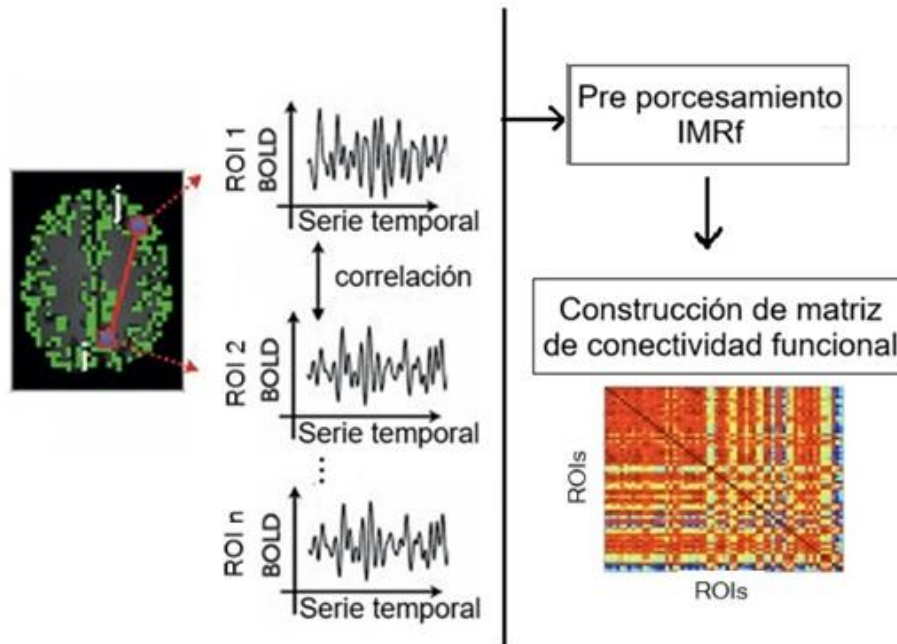 j
i
ROI 1
BOLD
Serie temporal
correlación
ROI 2
BOLD
Serie temporal
...
ROI n
BOLD
Serie temporal
Pre porcesamiento
IMRf
Construcción de matriz
de conectividad funcional
ROIs
ROIs